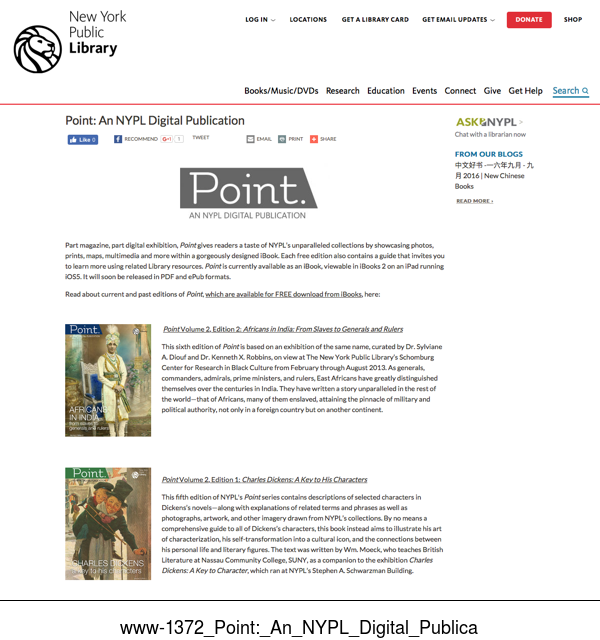 New York
Public
Library
LOG IN
LOCATIONS
GET A LIBRARY CARD
GET EMAIL UPDATES
DONATE
SHOP
Books/Music/DVDs Research Education Events Connect Give Get Help Search
Point: An NYPL Digital Publication
Like 0
RECOMMEND
G+1
1
TWEET
EMAIL
PRINT
SHARE
ASK NYPL >
Chat with a librarian now
FROM OUR BLOGS
中文好书 -一六年九月 - 九
月 2016 | New Chinese
Books
READ MORE ›
Point.
AN NYPL DIGITAL PUBLICATION
Part magazine, part digital exhibition, Point gives readers a taste of NYPL's unparalleled collections by showcasing photos,
prints, maps, multimedia and more within a gorgeously designed iBook. Each free edition also contains a guide that invites you
to learn more using related Library resources. Point is currently available as an iBook, viewable in iBooks 2 on an iPad running
iOS5. It will soon be released in PDF and ePub formats.
Read about current and past editions of Point, which are available for FREE download from iBooks, here:
Point.
AFRICANS
IN INDIA
from slaves to
generals and rulers
Point Volume 2, Edition 2: Africans in India: From Slaves to Generals and Rulers
This sixth edition of Point is based on an exhibition of the same name, curated by Dr. Sylviane
A. Diouf and Dr. Kenneth X. Robbins, on view at The New York Public Library's Schomburg
Center for Research in Black Culture from February through August 2013. As generals,
commanders, admirals, prime ministers, and rulers, East Africans have greatly distinguished
themselves over the centuries in India. They have written a story unparalleled in the rest of
the world—that of Africans, many of them enslaved, attaining the pinnacle of military and
political authority, not only in a foreign country but on another continent.
Point.
CHARLES DICKENS
a key to his characters
Point Volume 2, Edition 1: Charles Dickens: A Key to His Characters
This fifth edition of NYPL's Point series contains descriptions of selected characters in
Dickens's novels—along with explanations of related terms and phrases as well as
photographs, artwork, and other imagery drawn from NYPL's collections. By no means a
comprehensive guide to all of Dickens's characters, this book instead aims to illustrate his art
of characterization, his self-transformation into a cultural icon, and the connections between
his personal life and literary figures. The text was written by Wm. Moeck, who teaches British
Literature at Nassau Community College, SUNY, as a companion to the exhibition Charles
Dickens: A Key to Character, which ran at NYPL's Stephen A. Schwarzman Building.
www-1372_Point:_An_NYPL_Digital_Publica